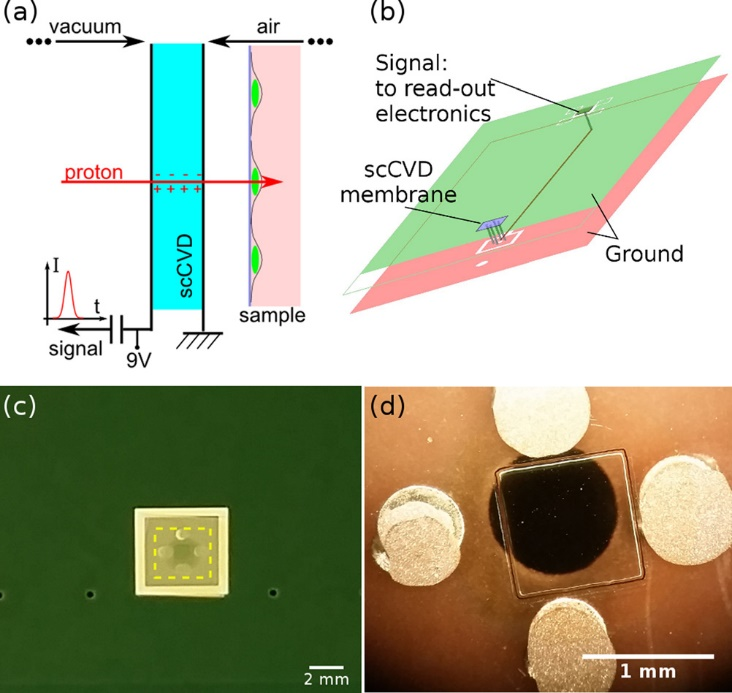 (a)
vacuum
air
proton
- - -
+ + + +
scCVD
I
t
signal
9V
sample
(b)
Signal:
to read-out
electronics
scCVD
membrane
Ground
(c)
2 mm
(d)
1 mm